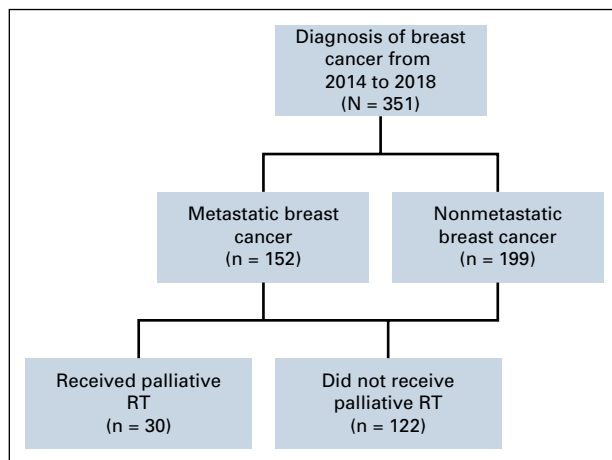 Diagnosis of breast
cancer from
2014 to 2018
(N = 351)
Metastatic breast
cancer
(n = 152)
Nonmetastatic
breast cancer
(n = 199)
Received palliative
RT
(n = 30)
Did not receive
palliative RT
(n = 122)